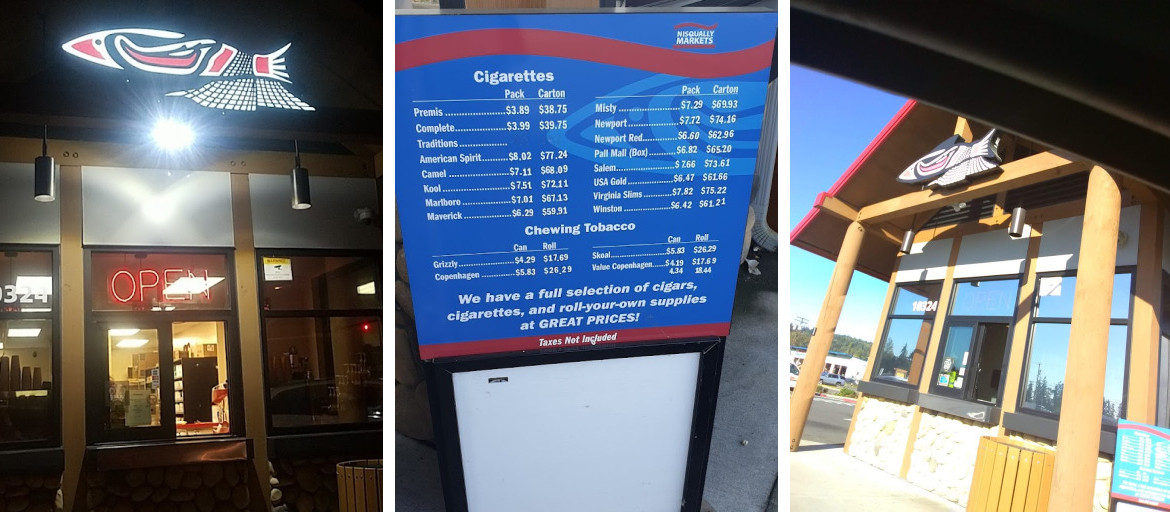 OPEN
0324
NISQUALLY
MARKETS
Cigarettes
Pack Carton
Premis.....................$3.89 $38.75
Complete...............$3.99 $39.75
Traditions...............
American Spirit......$8.02 $77.24
Camel.....................$7.11 $68.09
Kool........................$7.51 $72.11
Marlboro................$7.01 $67.13
Maverick................$6.29 $59.91
Pack Carton
Misty......................$7.29 $69.93
Newport.................$7.72 $74.16
Newport Red..........$6.60 $62.96
Pall Mall (Box).......$6.82 $65.20
Salem.....................$7.66 $73.61
USA Gold...............$6.47 $61.66
Virginia Slims........$7.82 $75.22
Winston.................$6.42 $61.21
Chewing Tobacco
Can Roll
Grizzly.....................$4.29 $17.69
Copenhagen...........$5.83 $26.29
Can Roll
Skoal......................$5.83 $26.29
Value Copenhagen.....$4.19 $17.69
4.34 18.44
We have a full selection of cigars,
cigarettes, and roll-your-own supplies
at GREAT PRICES!
Taxes Not Included
10324